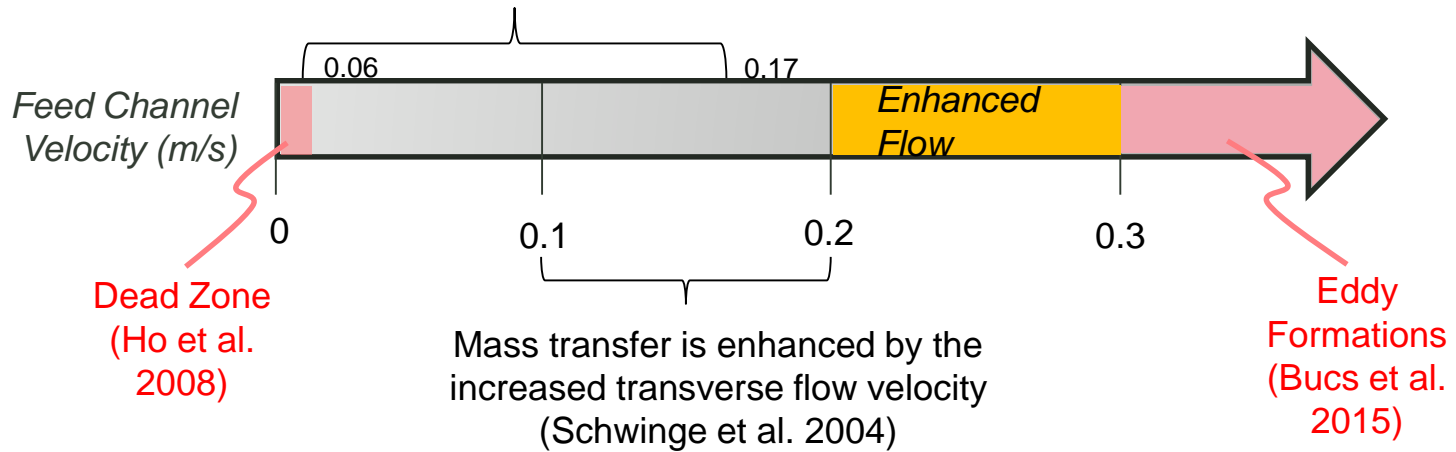 0.06
0.17
Feed Channel
Velocity (m/s)
Enhanced
Flow
0
0.1
0.2
0.3
Dead Zone
(Ho et al.
2008)
Mass transfer is enhanced by the
increased transverse flow velocity
(Schwinge et al. 2004)
Eddy
Formations
(Bucs et al.
2015)